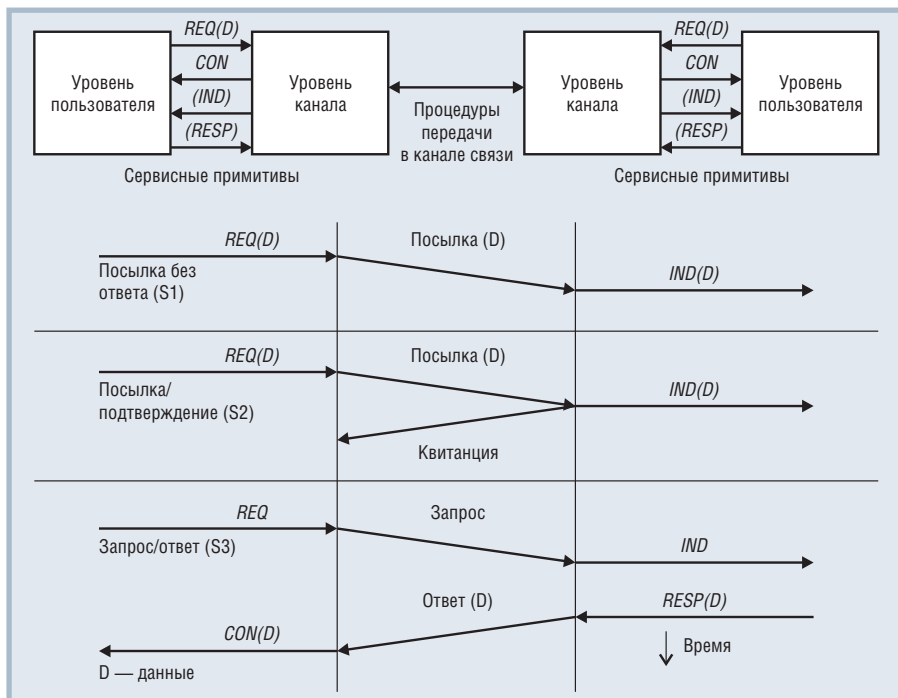 REQ(D)
CON
(IND)
(RESP)
Уровень
пользователя
Уровень
канала
Процедуры
передачи
в канале связи
REQ(D)
CON
(IND)
(RESP)
Уровень
канала
Уровень
пользователя
Сервисные примитивы
Сервисные примитивы
REQ(D)
Посылка (D)
IND(D)
Посылка без
ответа (S1)
REQ(D)
Посылка (D)
IND(D)
Посылка/
подтверждение (S2)
Квитанция
REQ
Запрос
IND
Запрос/ответ (S3)
Ответ (D)
RESP(D)
CON(D)
Время
D — данные